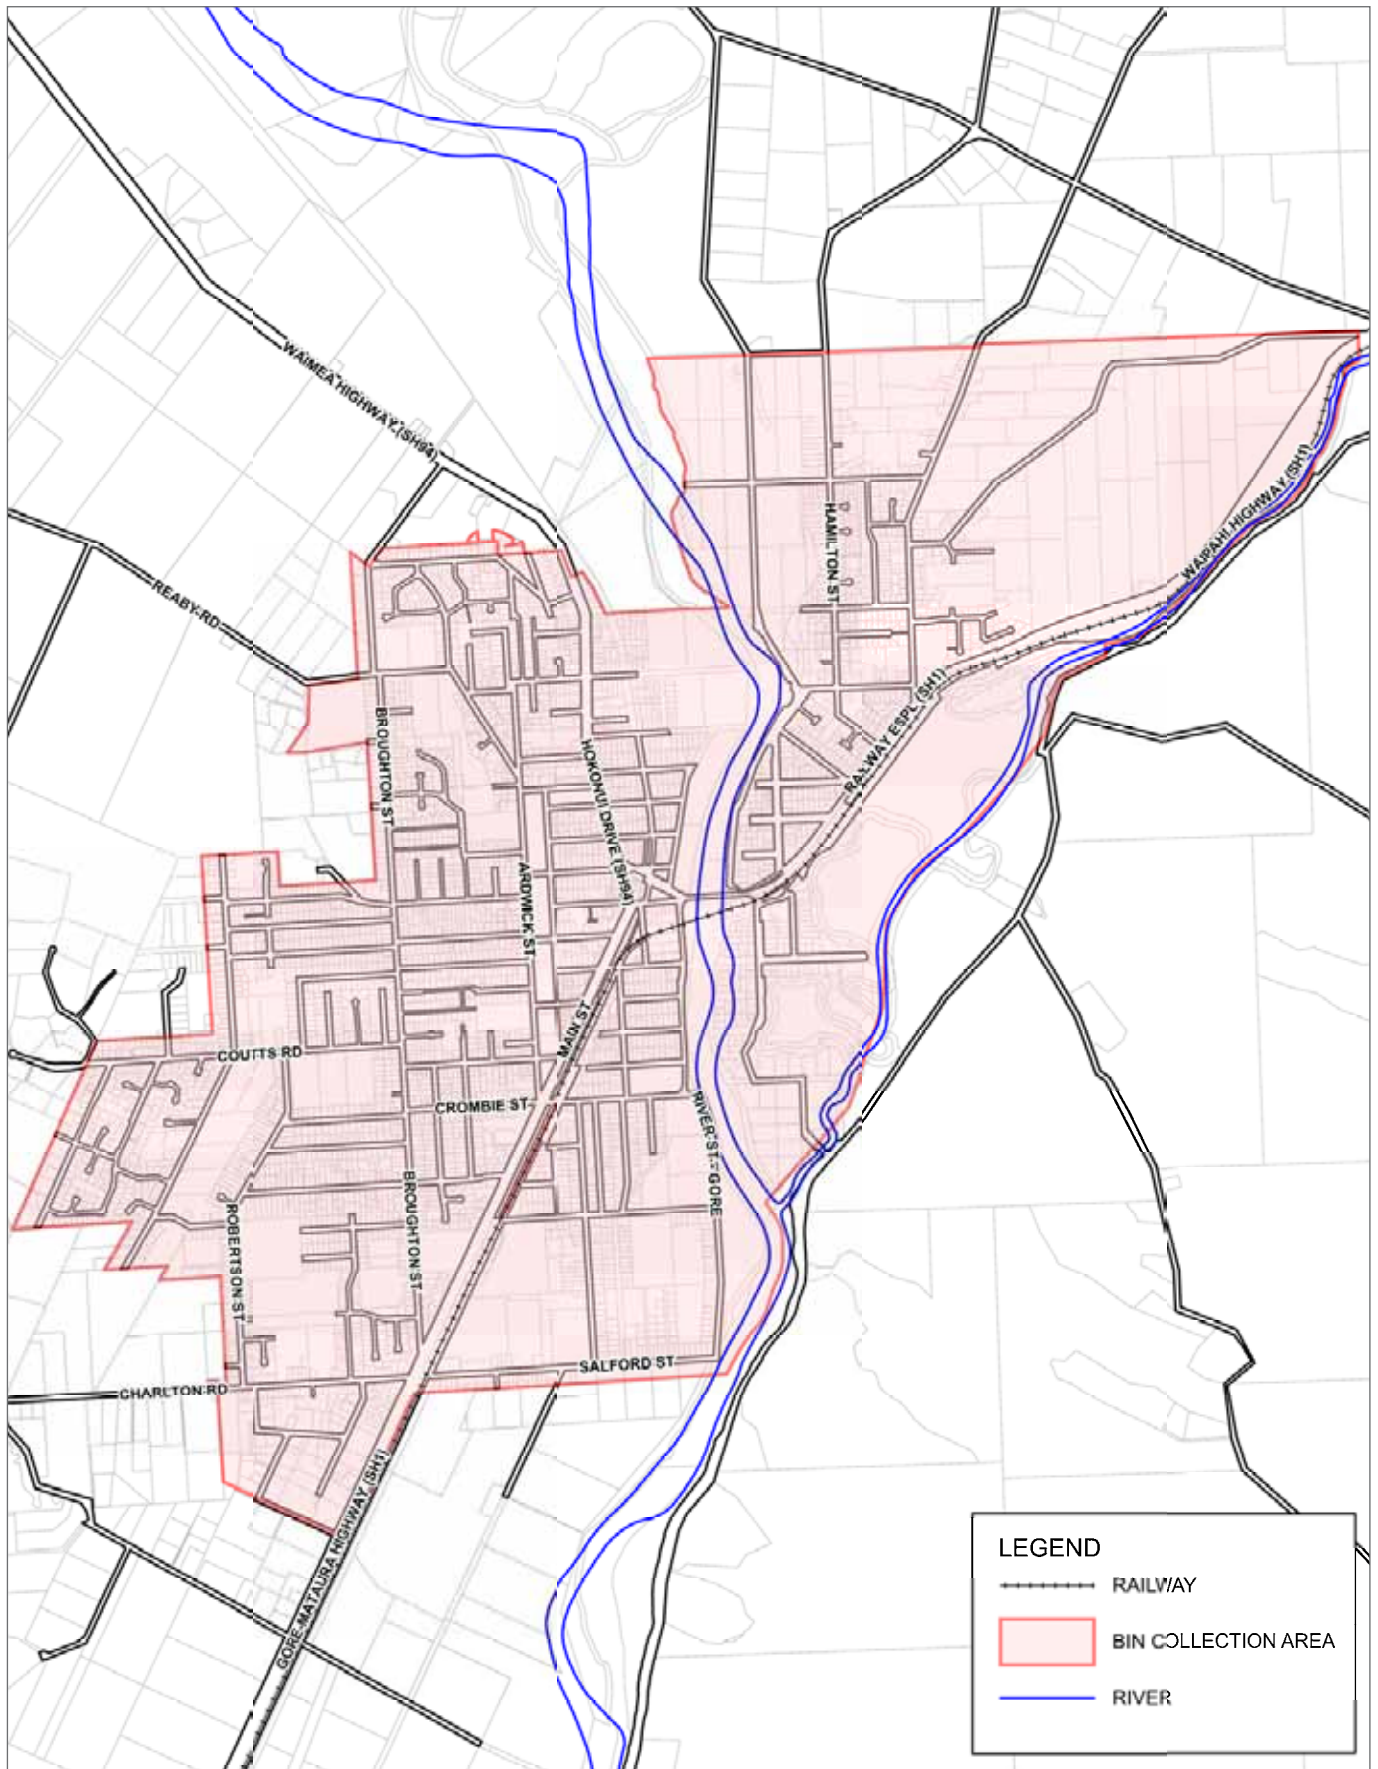 WAIMEA HIGHWAY (SH94)
REABY RD
HAMILTON ST
WAIPAHI HIGHWAY (SH1)
RAILWAY ESPL (SH1)
BROUGHTON ST
HOKONUI DRIVE (SH94)
ARDWICK ST
MAIN ST
COUTTS RD
CROMBIE ST
RIVER ST - GORE
BROUGHTON ST
ROBERTSON ST
SALFORD ST
CHARLTON RD
GORE-MATAURA HIGHWAY (SH1)
LEGEND
RAILWAY
BIN COLLECTION AREA
RIVER